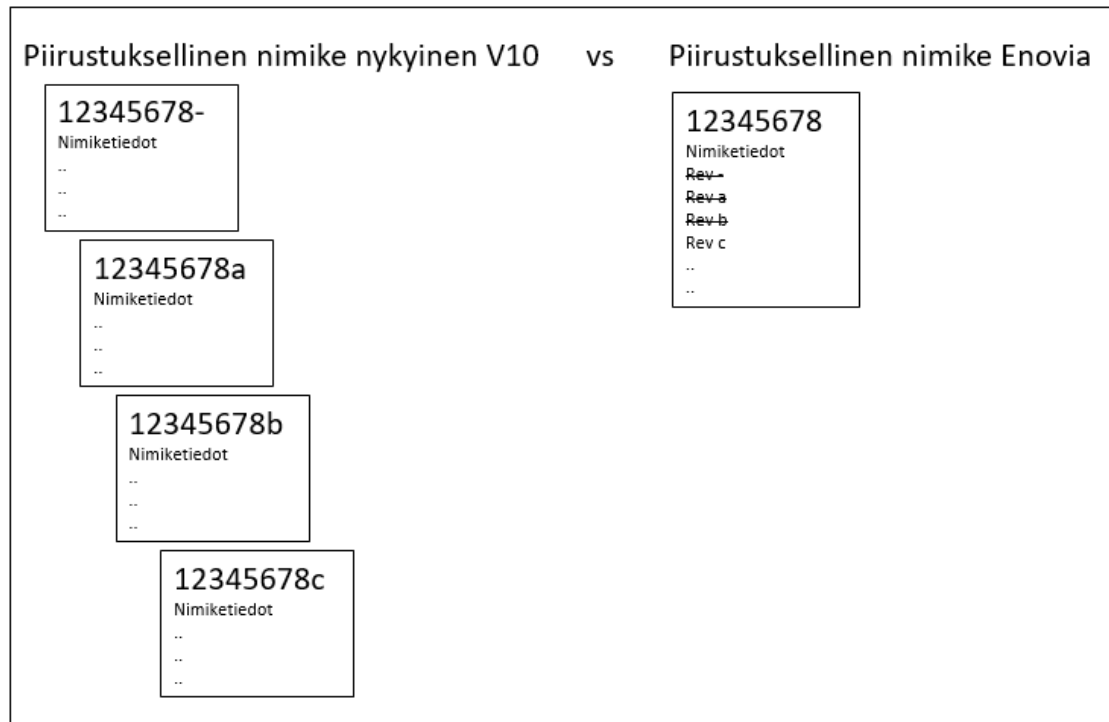 Piirustuksellinen nimike nykyinen V10 vs Piirustuksellinen nimike Enovia
12345678-
Nimiketiedot
..
..
..
12345678a
Nimiketiedot
..
..
..
12345678b
Nimiketiedot
..
..
..
12345678c
Nimiketiedot
..
..
..
12345678
Nimiketiedot
Rev -
Rev a
Rev b
Rev c
..
..